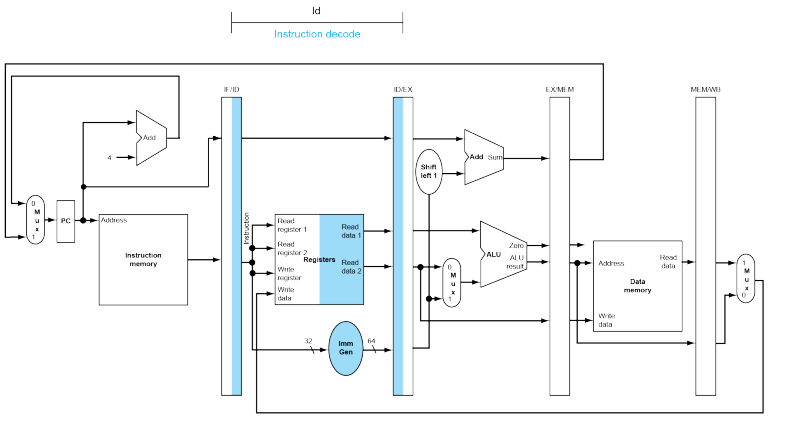 Id
Instruction decode
IF/ID
ID/EX
EX/MEM
MEM/WB
Add
4
Add Sum
Shift
left 1
0
M
u
x
1
PC
Address
Instruction
memory
Instruction
Read
register 1
Read
register 2
Write
register
Write
data
Registers
Read
data 1
Read
data 2
0
M
u
x
1
ALU
Zero
ALU
result
Address
Read
data
Data
memory
Write
data
1
M
u
x
0
32
Imm
Gen
64